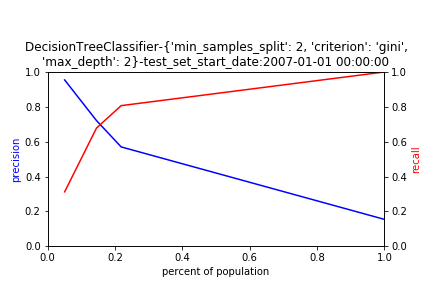 DecisionTreeClassifier-{'min_samples_split': 2, 'criterion': 'gini',
'max_depth': 2}-test_set_start_date:2007-01-01 00:00:00
1.0
0.8
0.6
0.4
0.2
0.0
precision
1.0
0.8
0.6
0.4
0.2
0.0
recall
0.0 0.2 0.4 0.6 0.8 1.0
percent of population